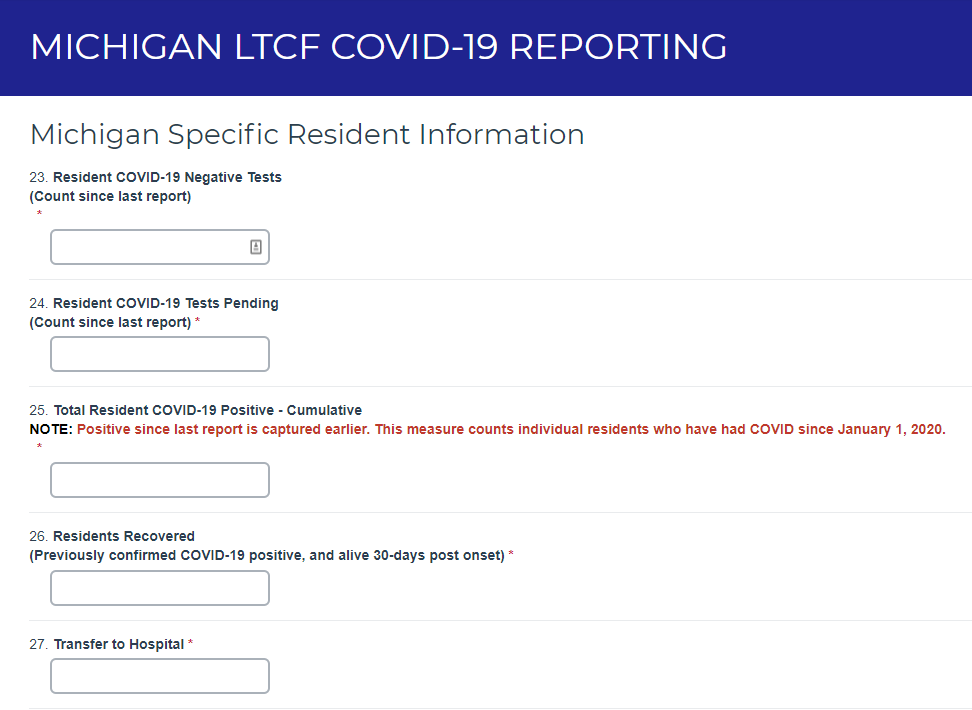 MICHIGAN LTCF COVID-19 REPORTING
Michigan Specific Resident Information
23. Resident COVID-19 Negative Tests
(Count since last report)
*
24. Resident COVID-19 Tests Pending
(Count since last report) *
25. Total Resident COVID-19 Positive - Cumulative
NOTE: Positive since last report is captured earlier. This measure counts individual residents who have had COVID since January 1, 2020.
*
26. Residents Recovered
(Previously confirmed COVID-19 positive, and alive 30-days post onset) *
27. Transfer to Hospital *